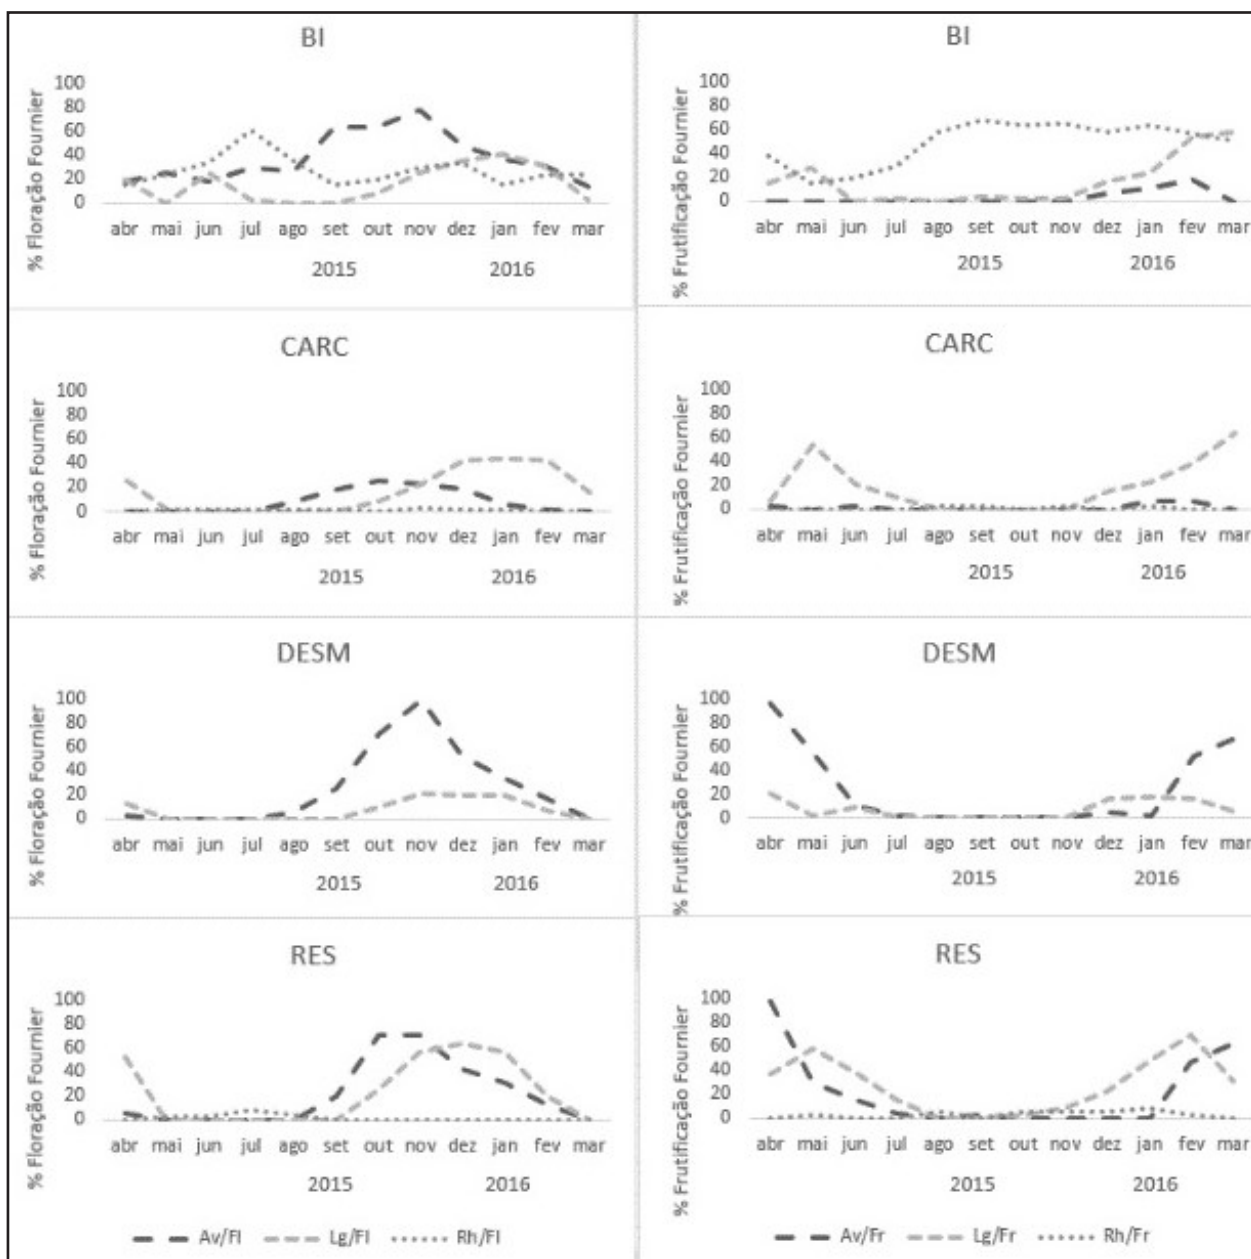 BI
% Floração Fournier
100
80
60
40
20
0
abr mai jun jul ago set out nov dez jan fev mar
2015 2016
BI
% Frutificação Fournier
100
80
60
40
20
0
abr mai jun jul ago set out nov dez jan fev mar
2015 2016
CARC
% Floração Fournier
100
80
60
40
20
0
abr mai jun jul ago set out nov dez jan fev mar
2015 2016
CARC
% Frutificação Fournier
100
80
60
40
20
0
abr mai jun jul ago set out nov dez jan fev mar
2015 2016
DESM
% Floração Fournier
100
80
60
40
20
0
abr mai jun jul ago set out nov dez jan fev mar
2015 2016
DESM
% Frutificação Fournier
100
80
60
40
20
0
abr mai jun jul ago set out nov dez jan fev mar
2015 2016
RES
% Floração Fournier
100
80
60
40
20
0
abr mai jun jul ago set out nov dez jan fev mar
2015 2016
Av/Fl Lg/Fl Rh/Fl
RES
% Frutificação Fournier
100
80
60
40
20
0
abr mai jun jul ago set out nov dez jan fev mar
2015 2016
Av/Fr Lg/Fr Rh/Fr